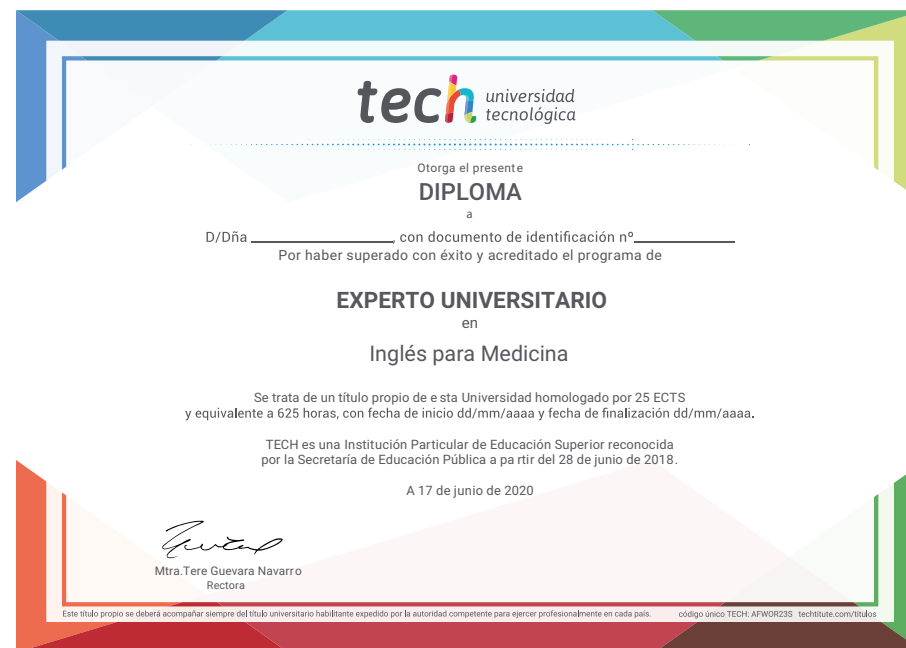 tech universidad
tecnológica
Otorga el presente
DIPLOMA
a
D/Dña ____________________, con documento de identificación nº______________
Por haber superado con éxito y acreditado el programa de
EXPERTO UNIVERSITARIO
en
Inglés para Medicina
Se trata de un título propio de e sta Universidad homologado por 25 ECTS
y equivalente a 625 horas, con fecha de inicio dd/mm/aaaa y fecha de finalización dd/mm/aaaa.
TECH es una Institución Particular de Educación Superior reconocida
por la Secretaría de Educación Pública a pa rtir del 28 de junio de 2018.
A 17 de junio de 2020
Mtra.Tere Guevara Navarro
Rectora
Este título propio se deberá acompañar siempre del título universitario habilitante expedido por la autoridad competente para ejercer profesionalmente en cada país. código único TECH: AFWOR23S techtitute.com/titulos